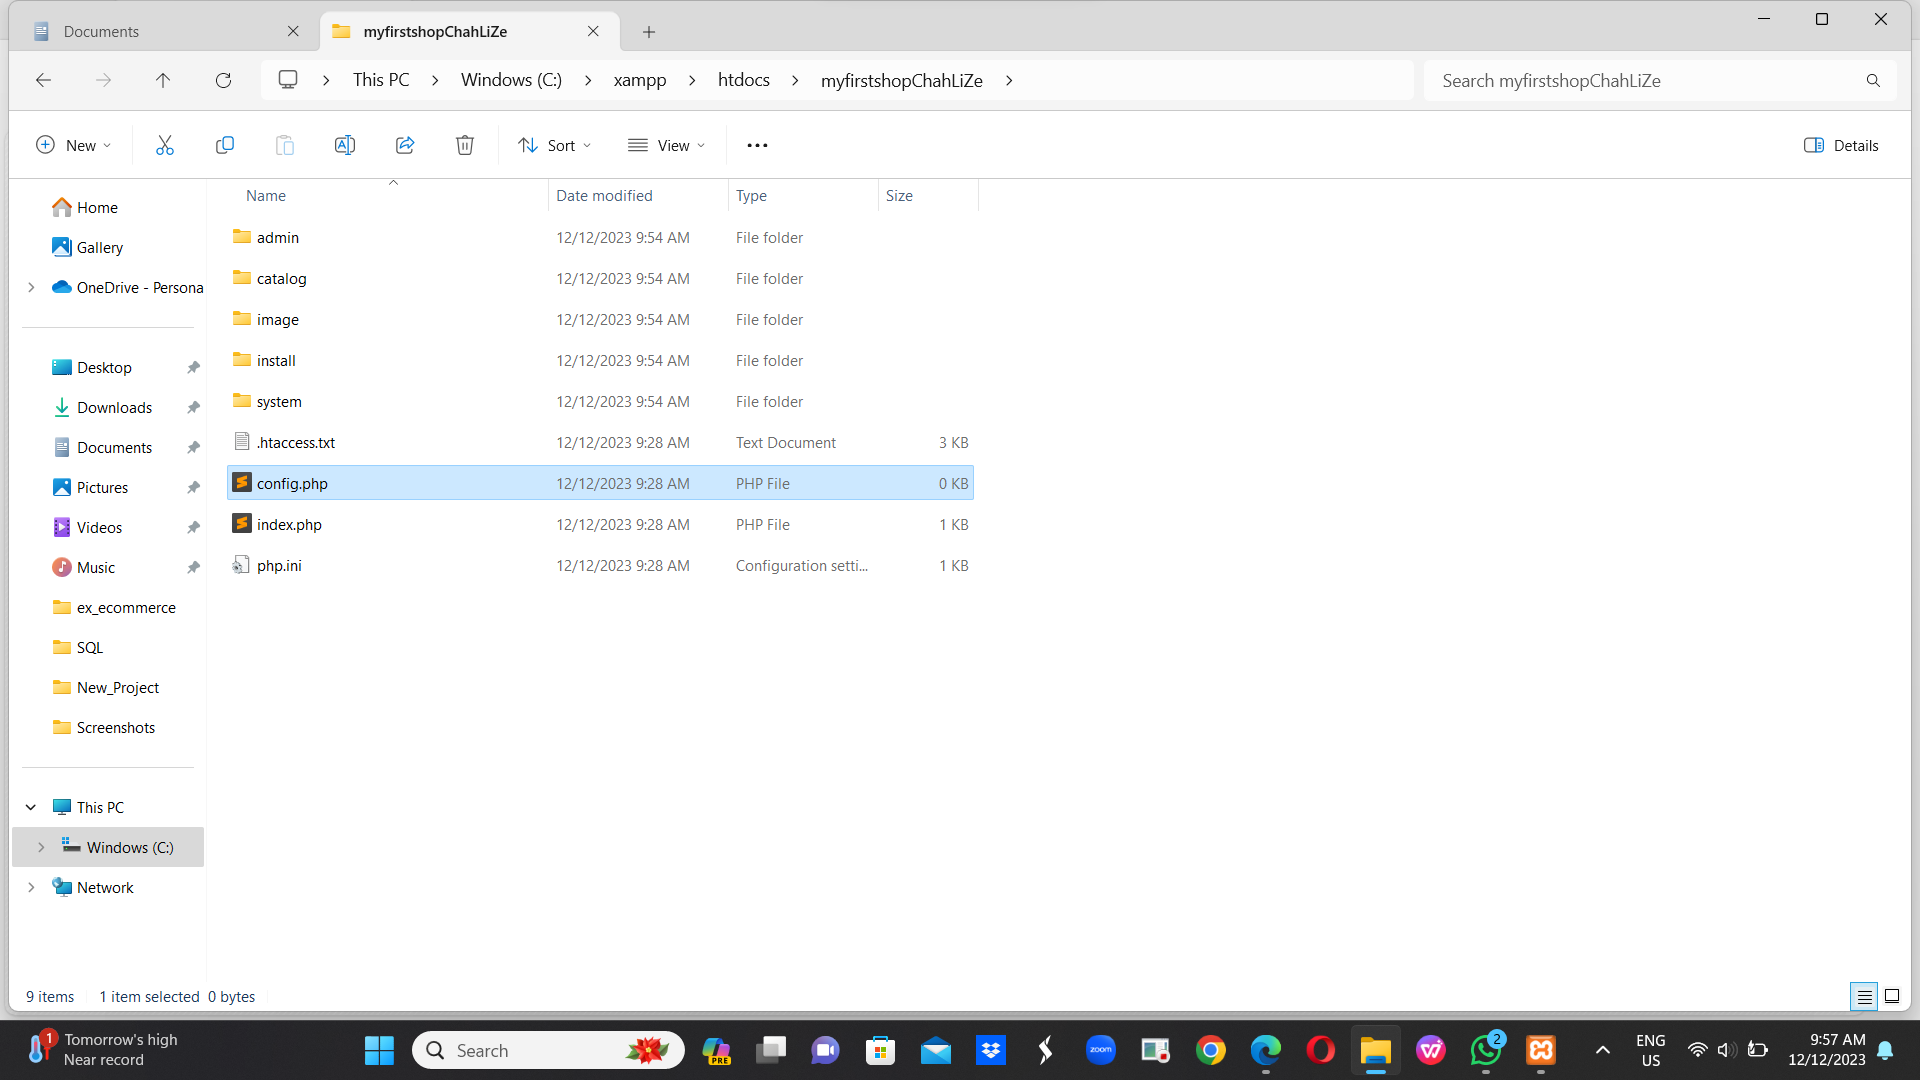 Documents
myfirstshopChahLiZe
This PC
Windows (C:)
xampp
htdocs
myfirstshopChahLiZe
Search myfirstshopChahLiZe
New
Sort
View
Details
Name
Date modified
Type
Size
Home
Gallery
OneDrive - Persona
Desktop
Downloads
Documents
Pictures
Videos
Music
ex_ecommerce
SQL
New_Project
Screenshots
This PC
Windows (C:)
Network
admin 12/12/2023 9:54 AM File folder
catalog 12/12/2023 9:54 AM File folder
image 12/12/2023 9:54 AM File folder
install 12/12/2023 9:54 AM File folder
system 12/12/2023 9:54 AM File folder
.htaccess.txt 12/12/2023 9:28 AM Text Document 3 KB
config.php 12/12/2023 9:28 AM PHP File 0 KB
index.php 12/12/2023 9:28 AM PHP File 1 KB
php.ini 12/12/2023 9:28 AM Configuration setti... 1 KB
9 items 1 item selected 0 bytes
1
Tomorrow's high
Near record
Search
PRE
zoom
2
ENG
US
9:57 AM
12/12/2023